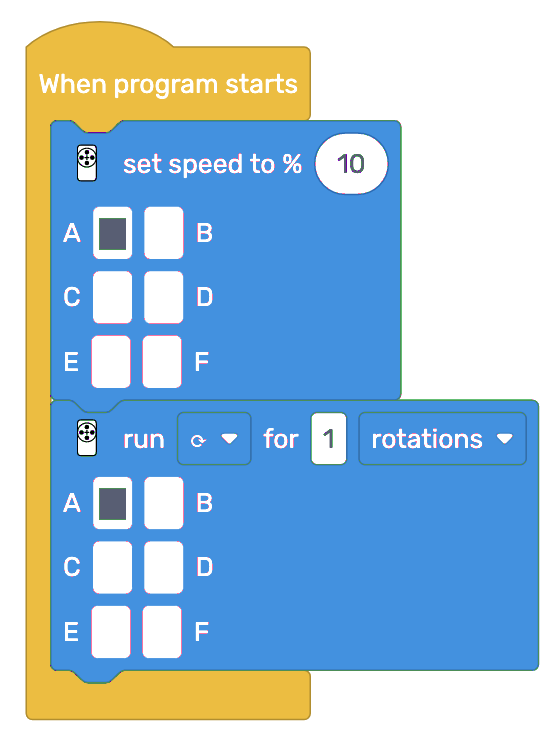 When program starts
set speed to % 10
A B
C D
E F
run ⟳ for 1 rotations
A B
C D
E F